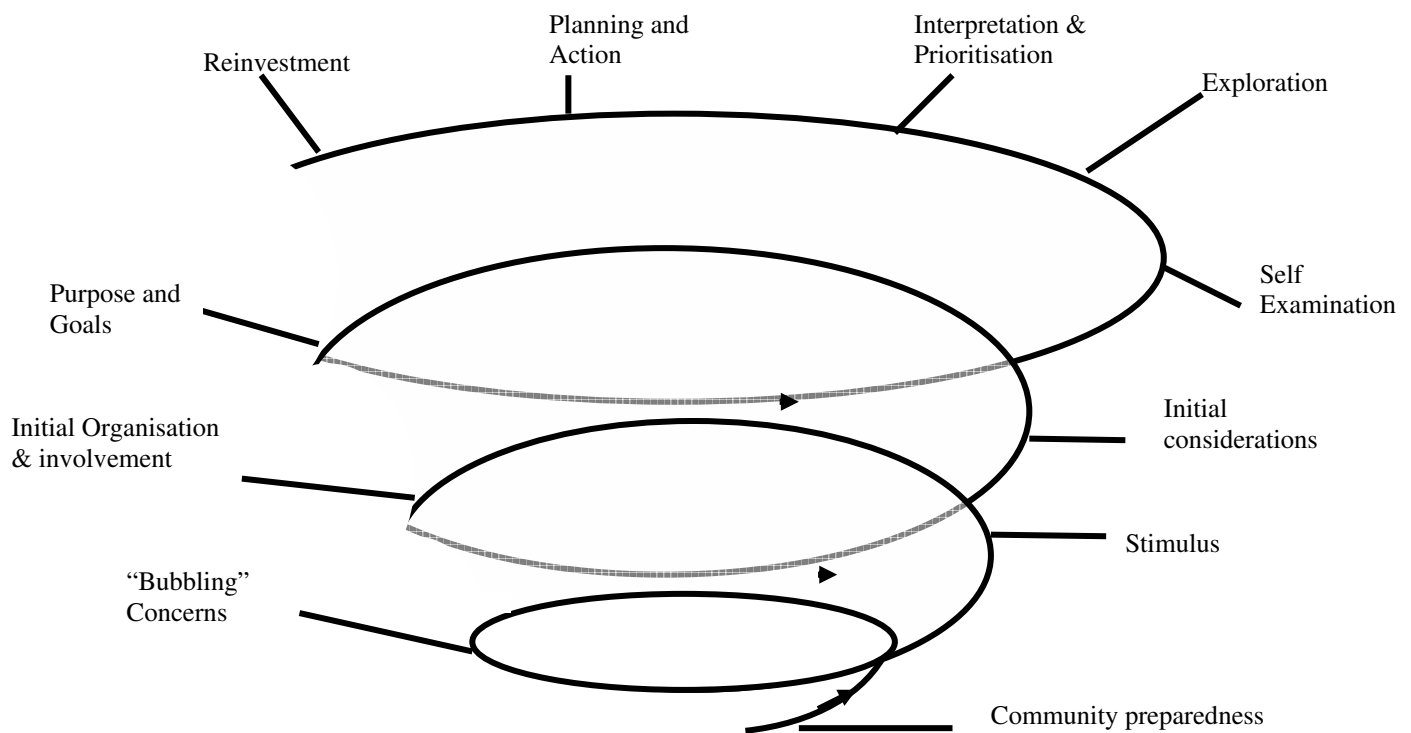 Planning and
Action
Interpretation &
Prioritisation
Reinvestment
Exploration
Self
Examination
Purpose and
Goals
Initial
considerations
Initial Organisation
& involvement
Stimulus
“Bubbling”
Concerns
Community preparedness